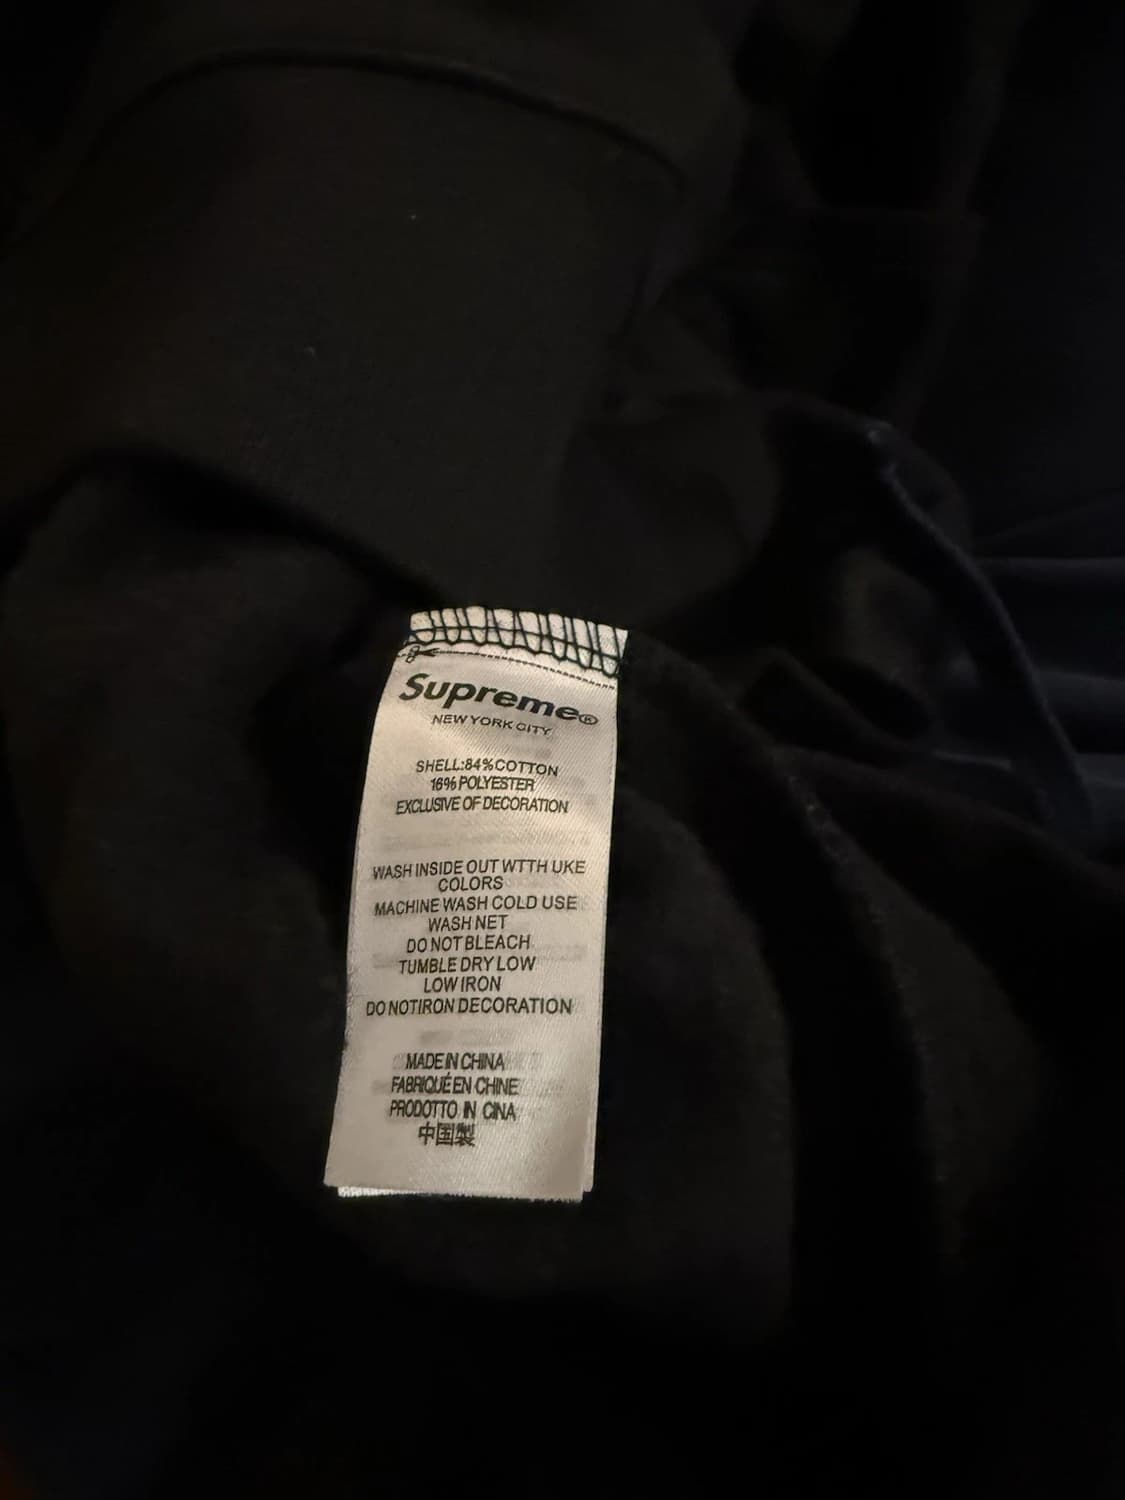 Supreme®
NEW YORK CITY
SHELL:84%COTTON
16%POLYESTER
EXCLUSIVE OF DECORATION
WASH INSIDE OUT WTTH UKE
COLORS
MACHINE WASH COLD USE
WASH NET
DO NOT BLEACH
TUMBLE DRY LOW
LOW IRON
DO NOTIRON DECORATION
MADE IN CHINA
FABRIQUÉ EN CHINE
PRODOTTO IN CINA
中国製